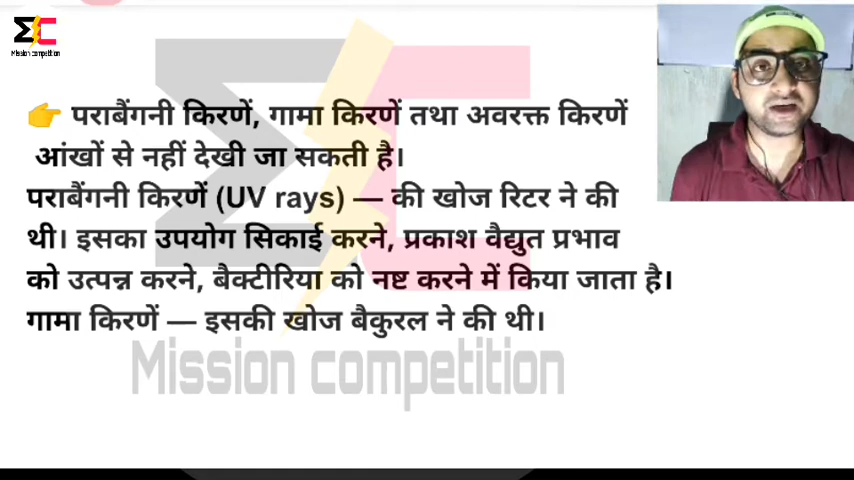 ΣC
Mission competition
👉 पराबैंगनी किरणें, गामा किरणें तथा अवरक्त किरणें
आंखों से नहीं देखी जा सकती है।
पराबैंगनी किरणें (UV rays) — की खोज रिटर ने की
थी। इसका उपयोग सिकाई करने, प्रकाश वैद्युत प्रभाव
को उत्पन्न करने, बैक्टीरिया को नष्ट करने में किया जाता है।
गामा किरणें — इसकी खोज बैकुरल ने की थी।
Mission competition